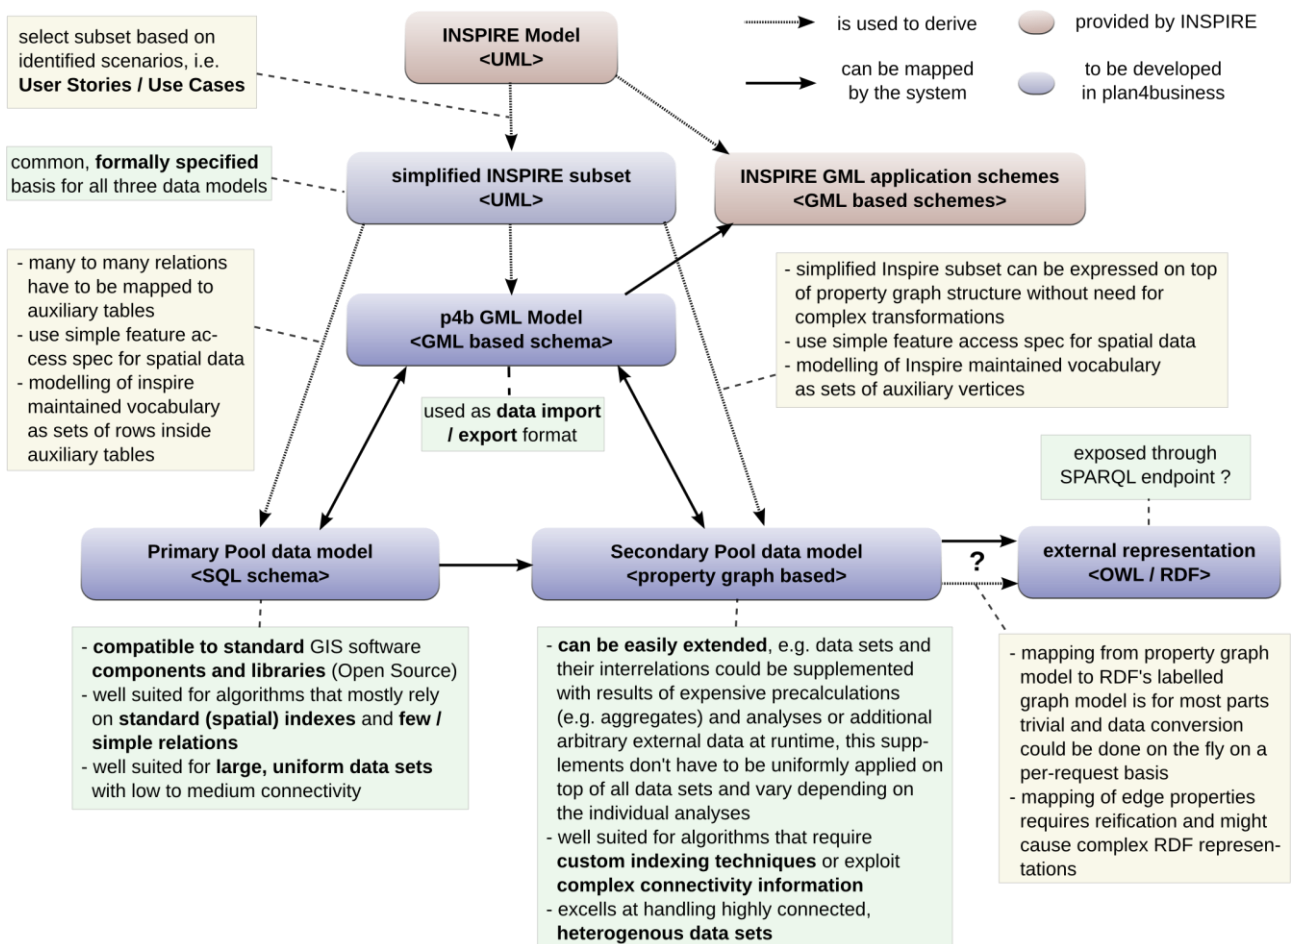 select subset based on
identified scenarios, i.e.
User Stories / Use Cases
INSPIRE Model
<UML>
is used to derive
provided by INSPIRE
can be mapped
by the system
to be developed
in plan4business
common, formally specified
basis for all three data models
simplified INSPIRE subset
<UML>
INSPIRE GML application schemes
<GML based schemes>
- many to many relations
have to be mapped to
auxiliary tables
- use simple feature ac-
cess spec for spatial data
- modelling of inspire
maintained vocabulary
as sets of rows inside
auxiliary tables
p4b GML Model
<GML based schema>
- simplified Inspire subset can be expressed on top
of property graph structure without need for
complex transformations
- use simple feature access spec for spatial data
- modelling of Inspire maintained vocabulary
as sets of auxiliary vertices
used as data import
/ export format
exposed through
SPARQL endpoint ?
Primary Pool data model
<SQL schema>
Secondary Pool data model
<property graph based>
?
external representation
<OWL / RDF>
- compatible to standard GIS software
components and libraries (Open Source)
- well suited for algorithms that mostly rely
on standard (spatial) indexes and few /
simple relations
- well suited for large, uniform data sets
with low to medium connectivity
- can be easily extended, e.g. data sets and
their interrelations could be supplemented
with results of expensive precalculations
(e.g. aggregates) and analyses or additional
arbitrary external data at runtime, this supp-
lements don't have to be uniformly applied on
top of all data sets and vary depending on
the individual analyses
- well suited for algorithms that require
custom indexing techniques or exploit
complex connectivity information
- excells at handling highly connected,
heterogenous data sets
- mapping from property graph
model to RDF's labelled
graph model is for most parts
trivial and data conversion
could be done on the fly on a
per-request basis
- mapping of edge properties
requires reification and might
cause complex RDF represen-
tations